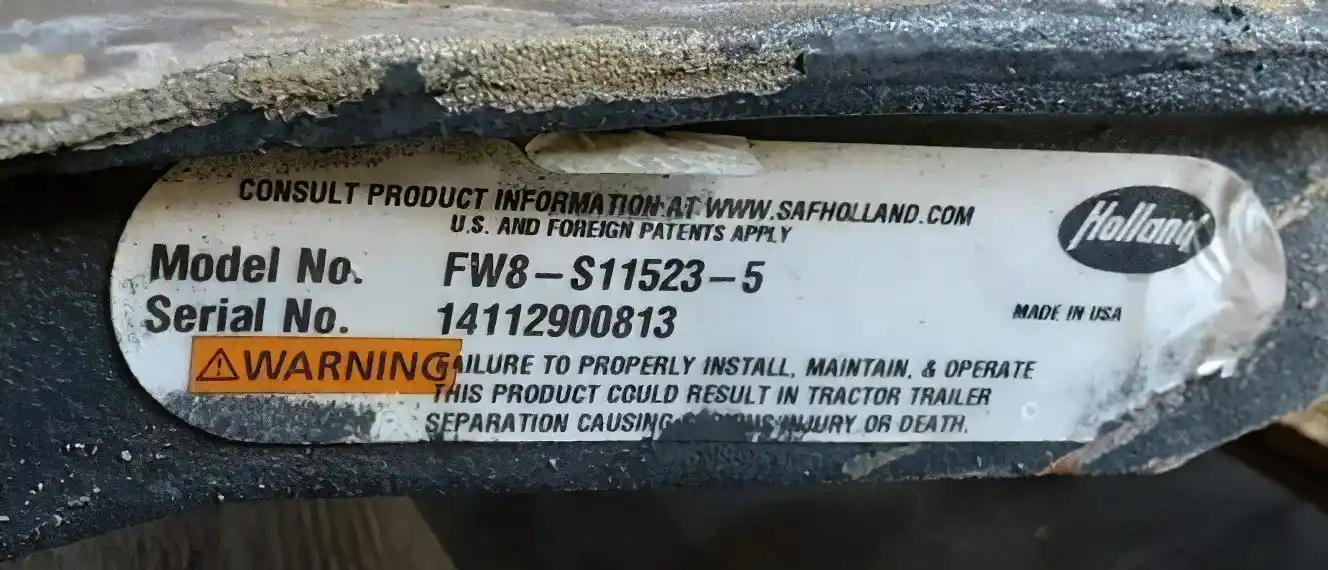 CONSULT PRODUCT INFORMATION AT WWW.SAFHOLLAND.COM
U.S. AND FOREIGN PATENTS APPLY
Holland
Model No. FW8-S11523-5
Serial No. 14112900813
MADE IN USA
⚠WARNING FAILURE TO PROPERLY INSTALL, MAINTAIN, & OPERATE
THIS PRODUCT COULD RESULT IN TRACTOR TRAILER
SEPARATION CAUSING INJURY OR DEATH.